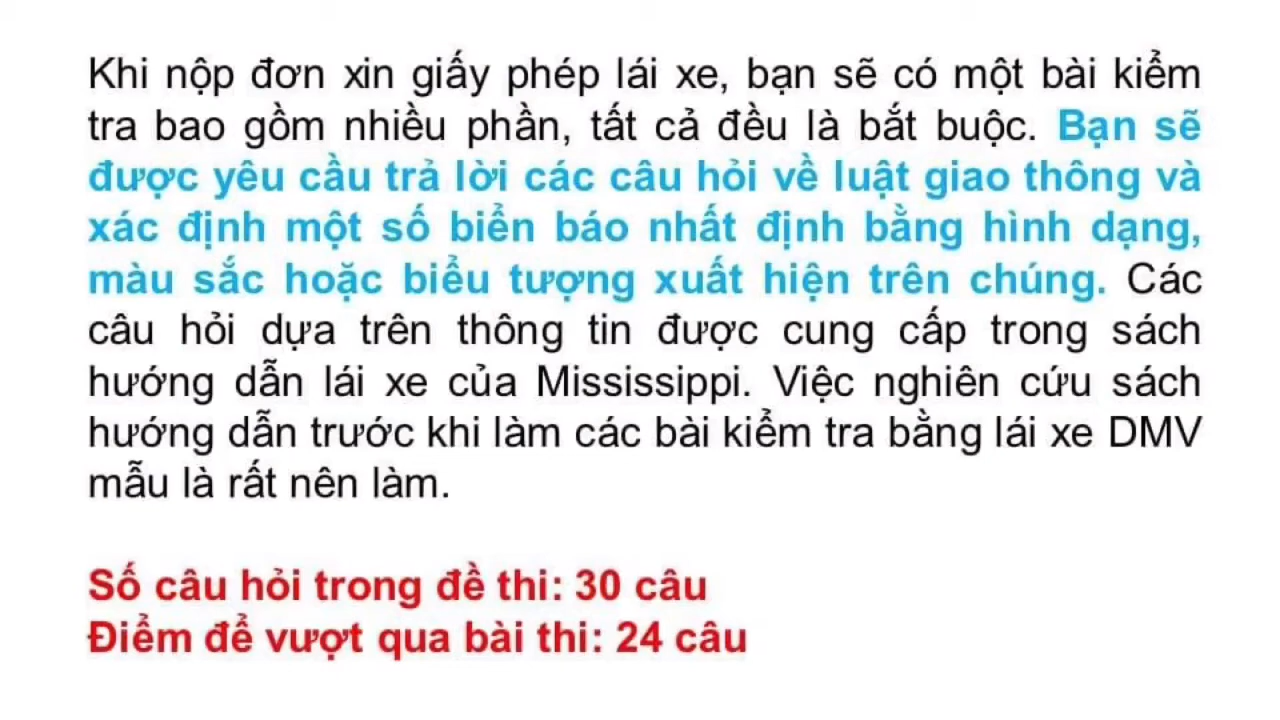 Khi nộp đơn xin giấy phép lái xe, bạn sẽ có một bài kiểm
tra bao gồm nhiều phần, tất cả đều là bắt buộc. Bạn sẽ
được yêu cầu trả lời các câu hỏi về luật giao thông và
xác định một số biển báo nhất định bằng hình dạng,
màu sắc hoặc biểu tượng xuất hiện trên chúng. Các
câu hỏi dựa trên thông tin được cung cấp trong sách
hướng dẫn lái xe của Mississippi. Việc nghiên cứu sách
hướng dẫn trước khi làm các bài kiểm tra bằng lái xe DMV
mẫu là rất nên làm.
Số câu hỏi trong đề thi: 30 câu
Điểm để vượt qua bài thi: 24 câu